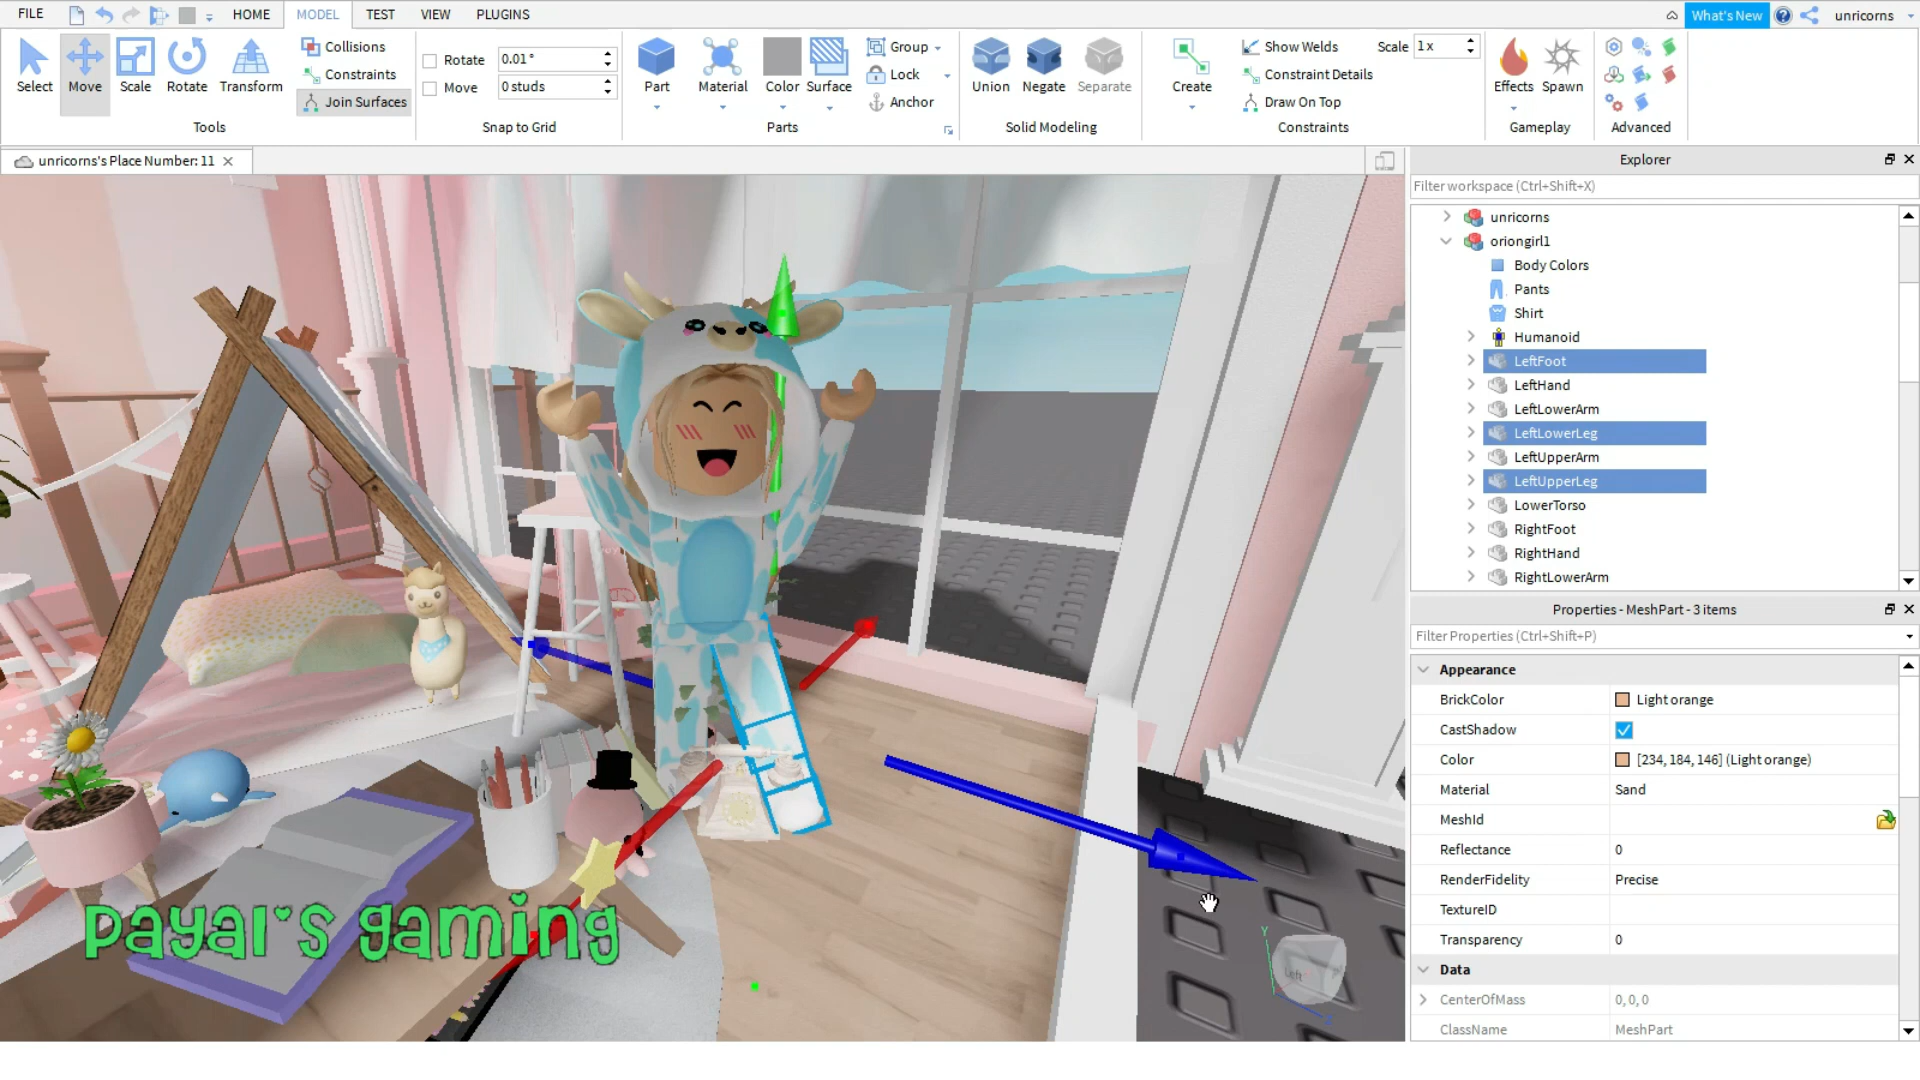 FILE HOME MODEL TEST VIEW PLUGINS What's New unricorns
Select Move Scale Rotate Transform
Collisions
Constraints
Join Surfaces
Tools
Rotate 0.01°
Move 0 studs
Snap to Grid
Part Material Color Surface
Group
Lock
Anchor
Parts
Union Negate Separate
Solid Modeling
Create
Show Welds Scale 1x
Constraint Details
Draw On Top
Constraints
Effects Spawn
Gameplay
Advanced
unricorns's Place Number: 11
Explorer
Filter workspace (Ctrl+Shift+X)
unricorns
oriongirl1
Body Colors
Pants
Shirt
Humanoid
LeftFoot
LeftHand
LeftLowerArm
LeftLowerLeg
LeftUpperArm
LeftUpperLeg
LowerTorso
RightFoot
RightHand
RightLowerArm
Properties - MeshPart - 3 items
Filter Properties (Ctrl+Shift+P)
Appearance
BrickColor Light orange
CastShadow
Color [234, 184, 146] (Light orange)
Material Sand
MeshId
Reflectance 0
RenderFidelity Precise
TextureID
Transparency 0
Data
CenterOfMass 0, 0, 0
ClassName MeshPart
payal's gaming
Y
Left
Z